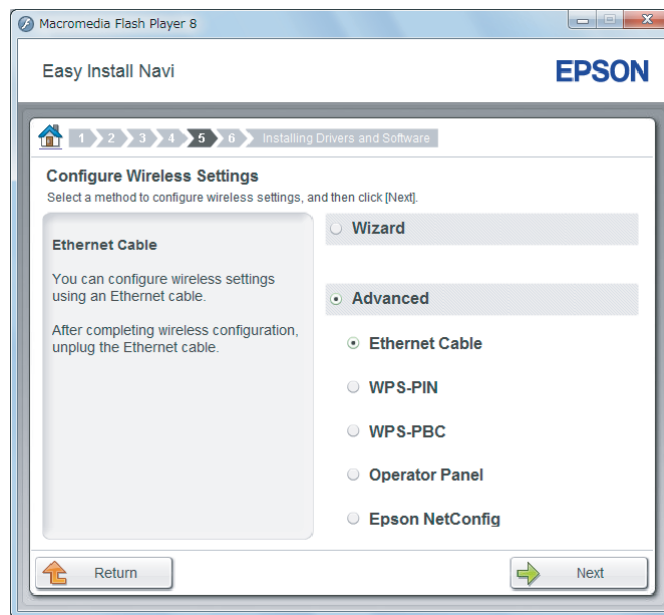 Macromedia Flash Player 8
Easy Install Navi
EPSON
1 2 3 4 5 6 Installing Drivers and Software
Configure Wireless Settings
Select a method to configure wireless settings, and then click [Next].
Ethernet Cable
You can configure wireless settings
using an Ethernet cable.
After completing wireless configuration,
unplug the Ethernet cable.
Wizard
Advanced
Ethernet Cable
WPS-PIN
WPS-PBC
Operator Panel
Epson NetConfig
Return
Next